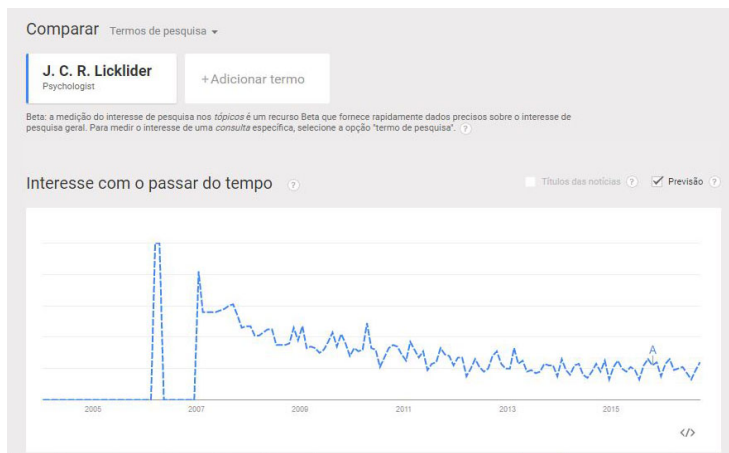 Comparar Termos de pesquisa
J. C. R. Licklider
Psychologist
+Adicionar termo
Beta: a medição do interesse de pesquisa nos tópicos é um recurso Beta que fornece rapidamente dados precisos sobre o interesse de
pesquisa geral. Para medir o interesse de uma consulta específica, selecione a opção "termo de pesquisa". ?
Interesse com o passar do tempo ?
Títulos das notícias ? Previsão ?
A
2005 2007 2009 2011 2013 2015
</>